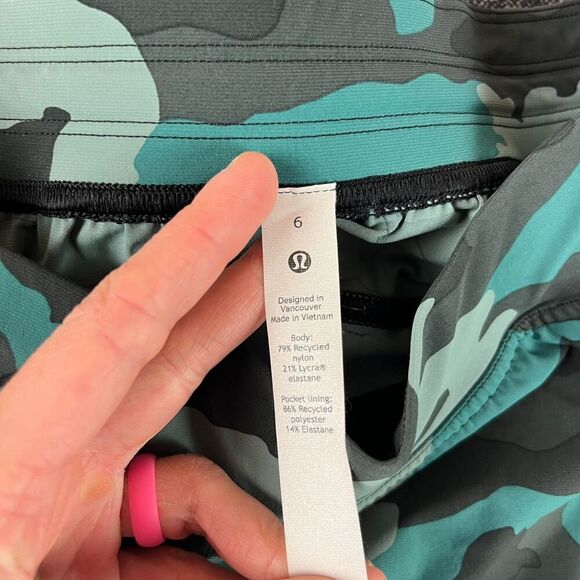 6
Designed in
Vancouver
Made in Vietnam
Body:
79% Recycled
nylon
21% Lycra®
elastane
Pocket lining:
86% Recycled
polyester
14% Elastane